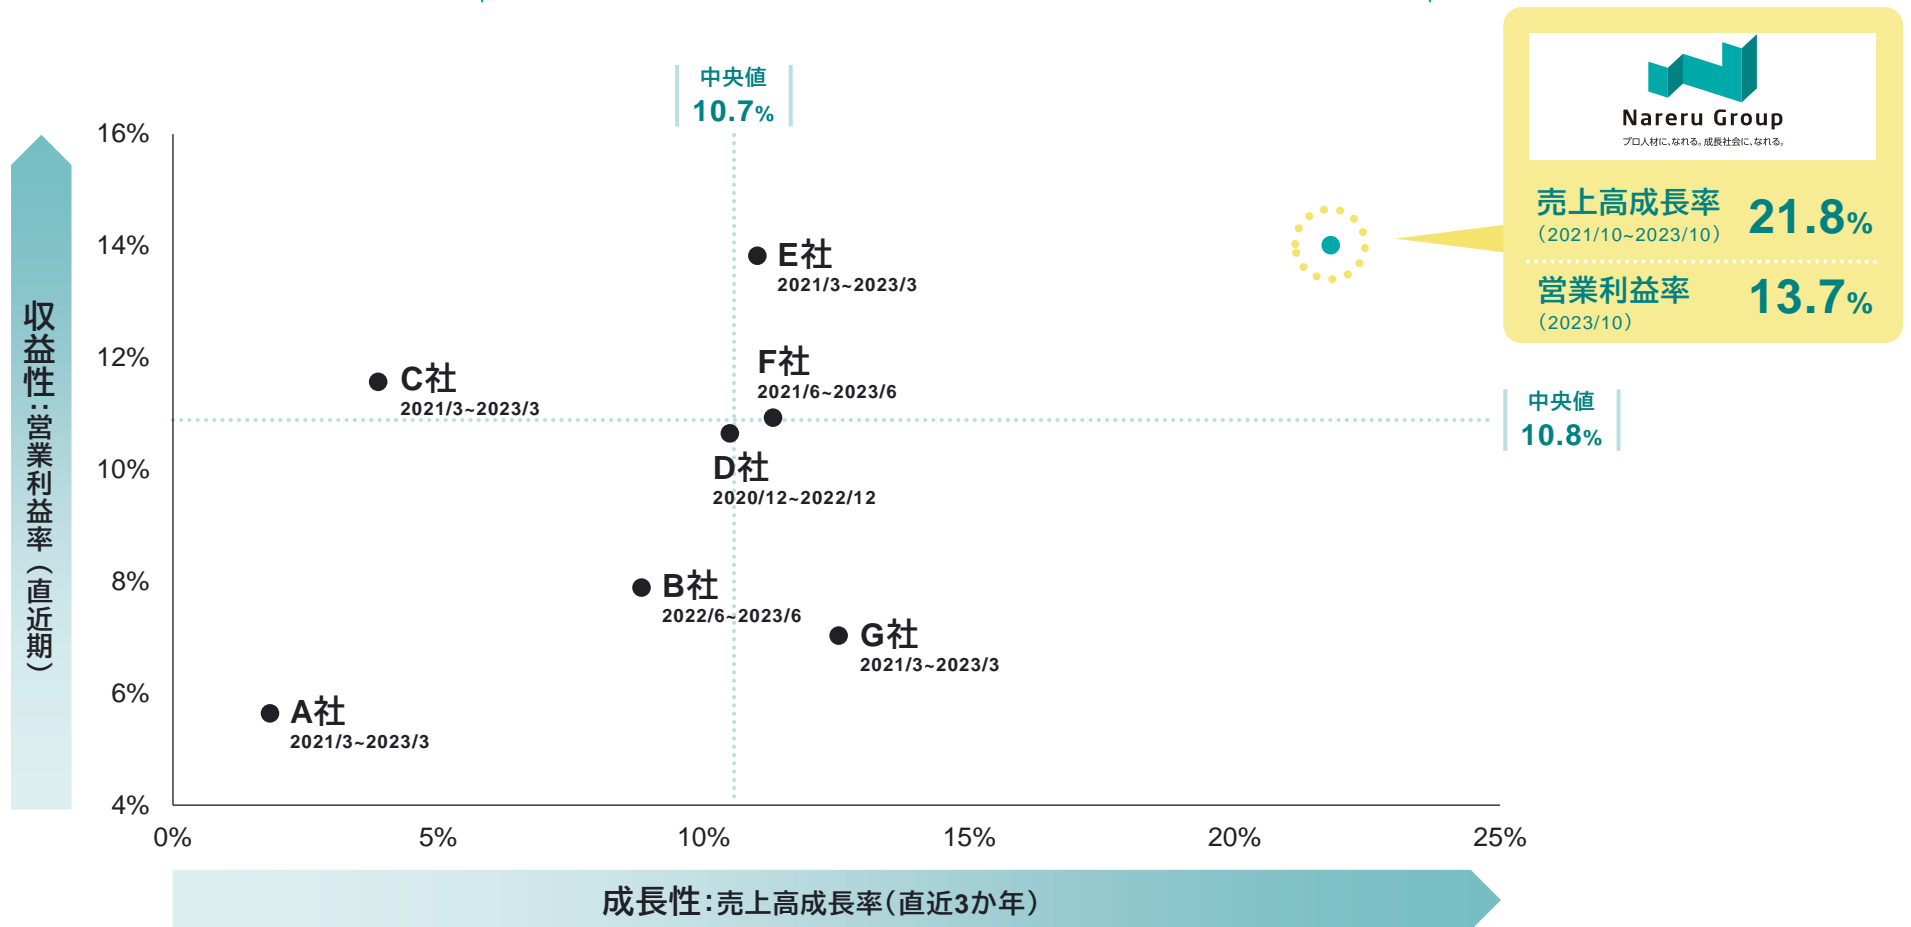 中央値
10.7%
Nareru Group
プロ人材に、なれる。成長社会に、なれる。
売上高成長率
（2021/10~2023/10）
21.8%
営業利益率
（2023/10）
13.7%
16%
14%
12%
10%
8%
6%
4%
収益性：営業利益率（直近期）
E社
2021/3~2023/3
F社
2021/6~2023/6
C社
2021/3~2023/3
中央値
10.8%
D社
2020/12~2022/12
B社
2022/6~2023/6
G社
2021/3~2023/3
A社
2021/3~2023/3
0%
5%
10%
15%
20%
25%
成長性：売上高成長率（直近3か年）